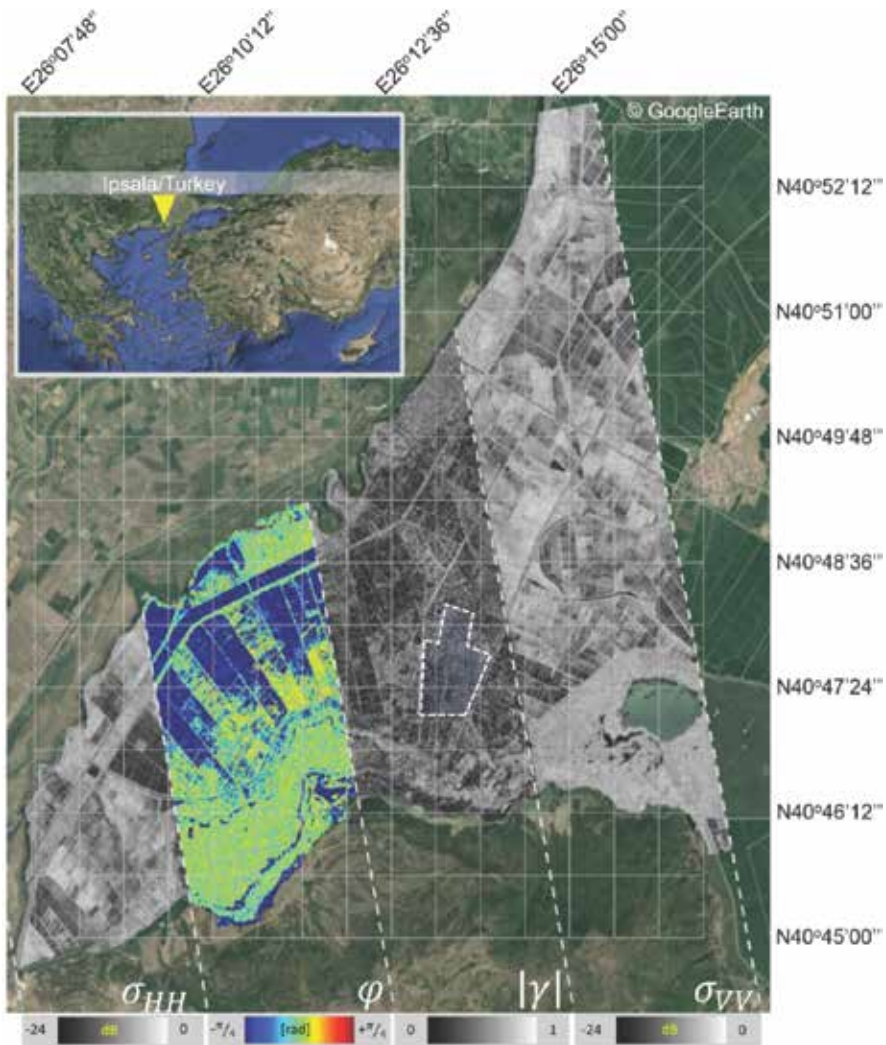 E26°07'48" E26°10'12" E26°12'36" E26°15'00"
© GoogleEarth
Ipsala/Turkey
N40°52'12"
N40°51'00"
N40°49'48"
N40°48'36"
N40°47'24"
N40°46'12"
N40°45'00"
σHH φ |γ| σVV
-24 dB 0 -π/4 [rad] +π/4 0 1 -24 dB 0